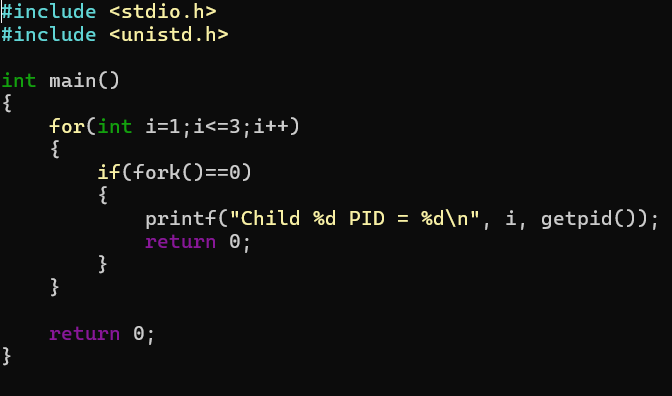 #include <stdio.h>
#include <unistd.h>

int main()
{
    for(int i=1;i<=3;i++)
    {
        if(fork()==0)
        {
            printf("Child %d PID = %d\n", i, getpid());
            return 0;
        }
    }

    return 0;
}